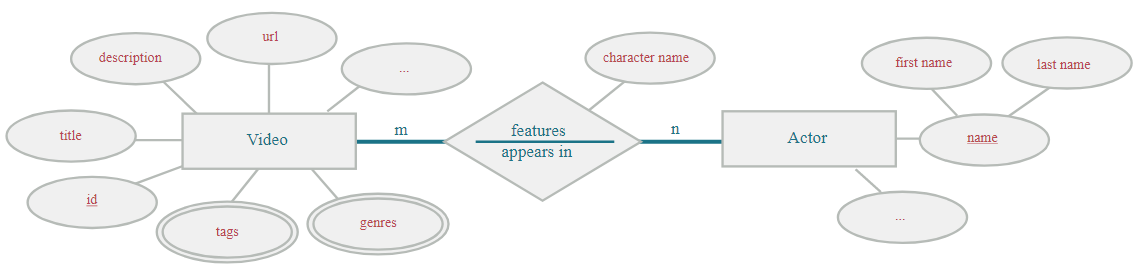 url
description
...
character name
first name
last name
title
Video
m
features
appears in
n
Actor
name
id
tags
genres
...